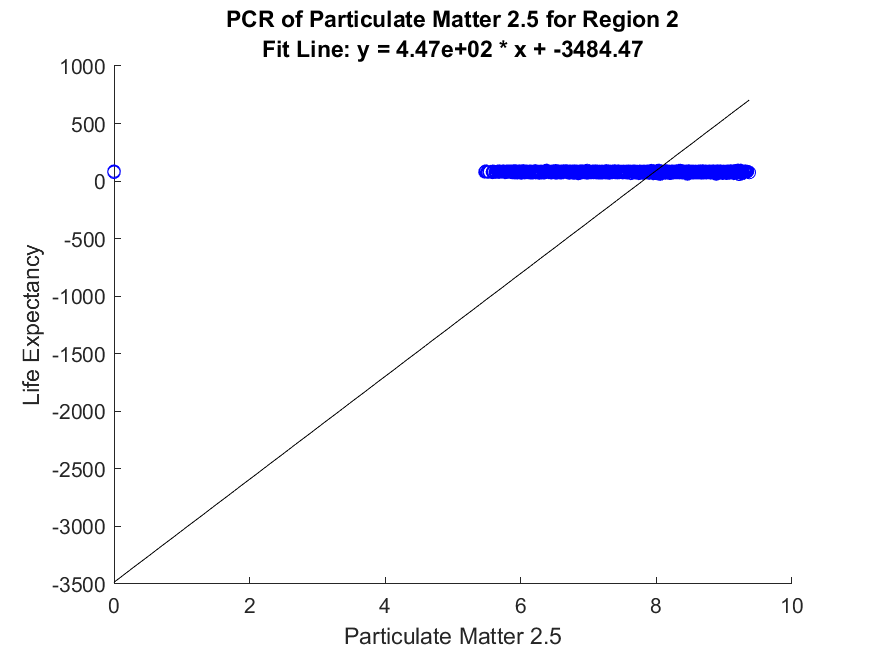 PCR of Particulate Matter 2.5 for Region 2
Fit Line: y = 4.47e+02 * x + -3484.47
1000
500
0
-500
-1000
-1500
-2000
-2500
-3000
-3500
Life Expectancy
0 2 4 6 8 10
Particulate Matter 2.5